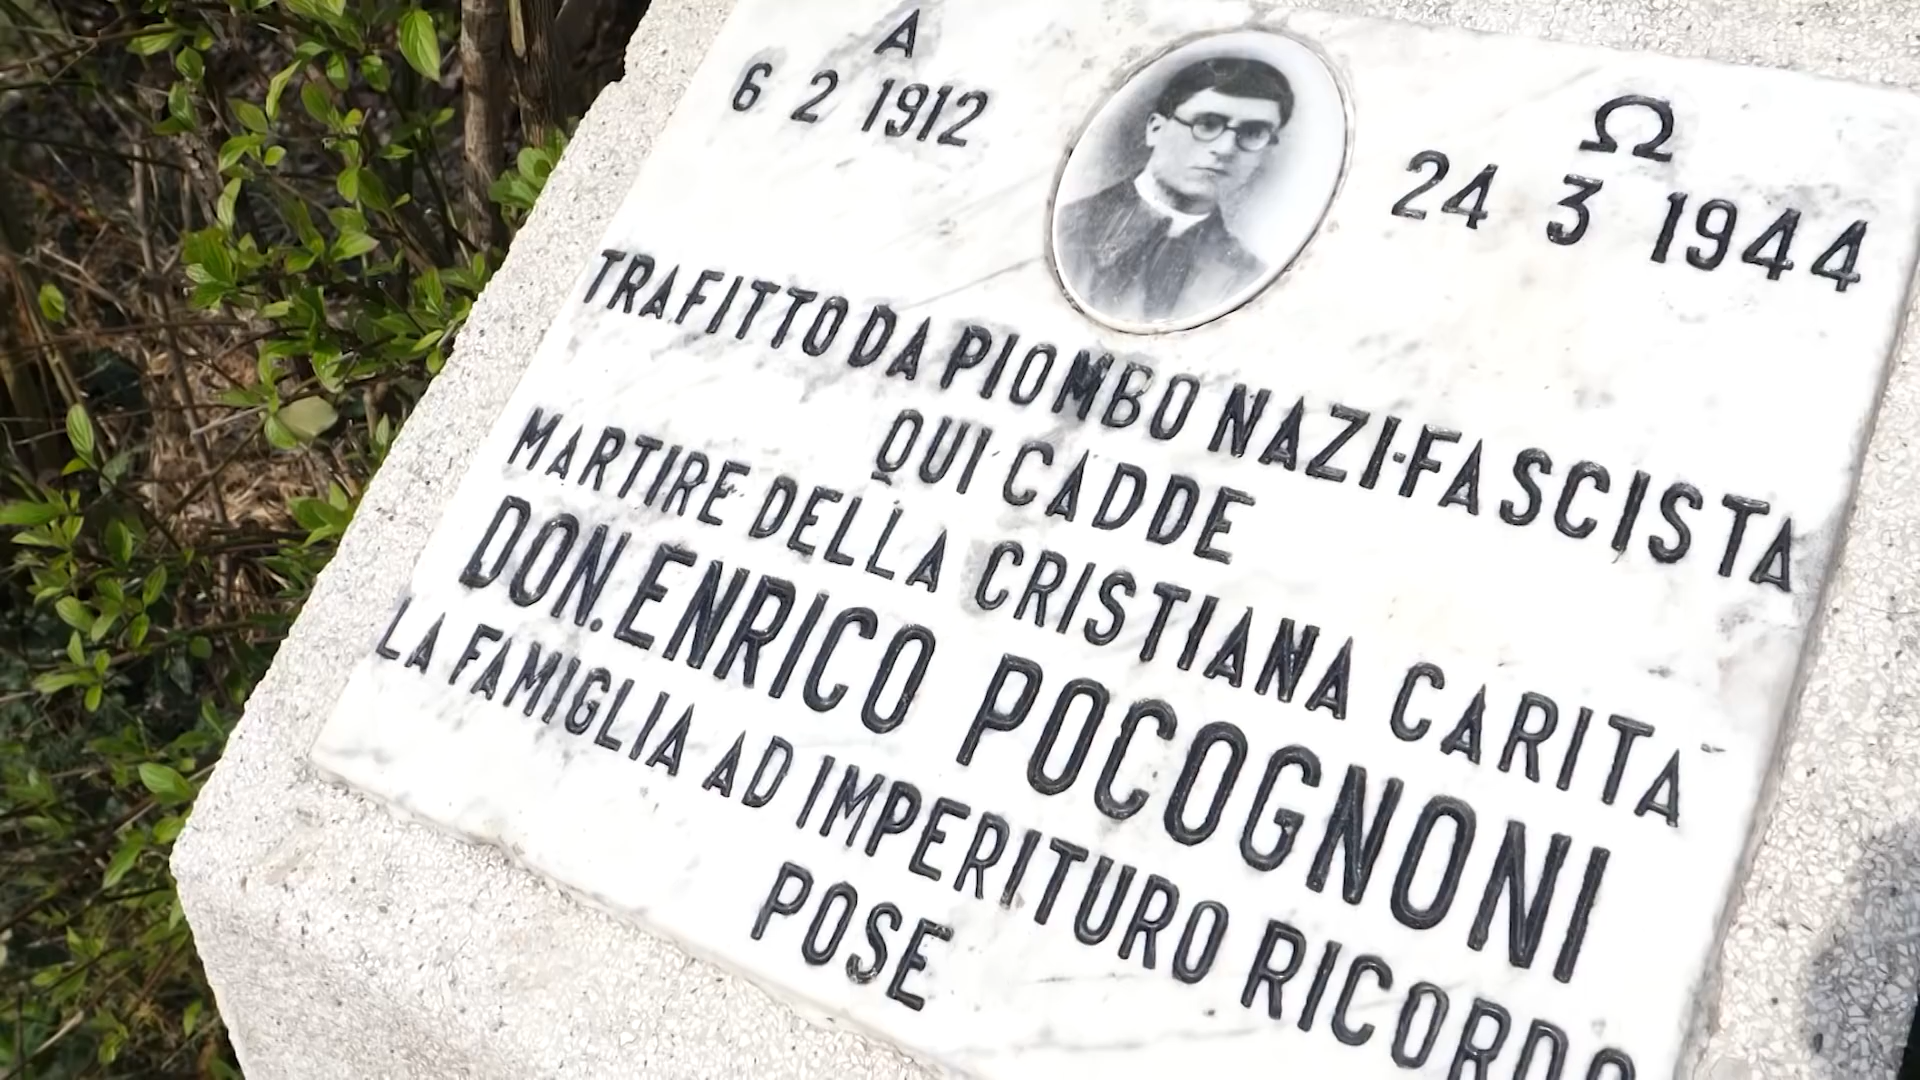 A Ω
6 2 1912 24 3 1944
TRAFITTO DA PIOMBO NAZI-FASCISTA
QUI CADDE
MARTIRE DELLA CRISTIANA CARITA'
DON. ENRICO POCOGNONI
LA FAMIGLIA AD IMPERITURO RICORDO
POSE